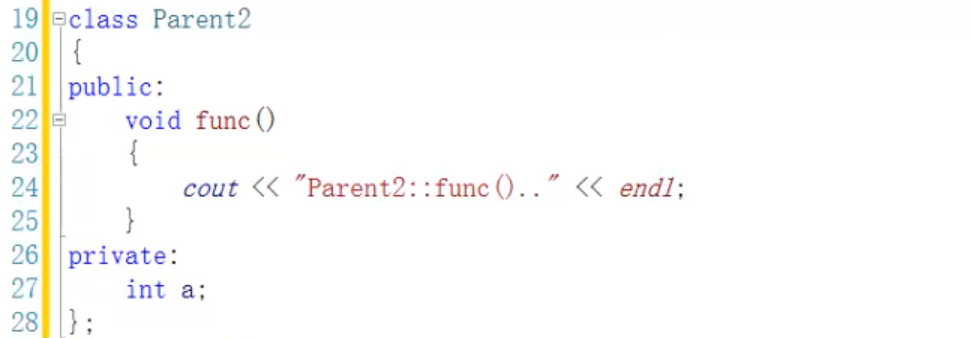 19 class Parent2
20 {
21 public:
22     void func()
23     {
24         cout << "Parent2::func().." << endl;
25     }
26 private:
27     int a;
28 };